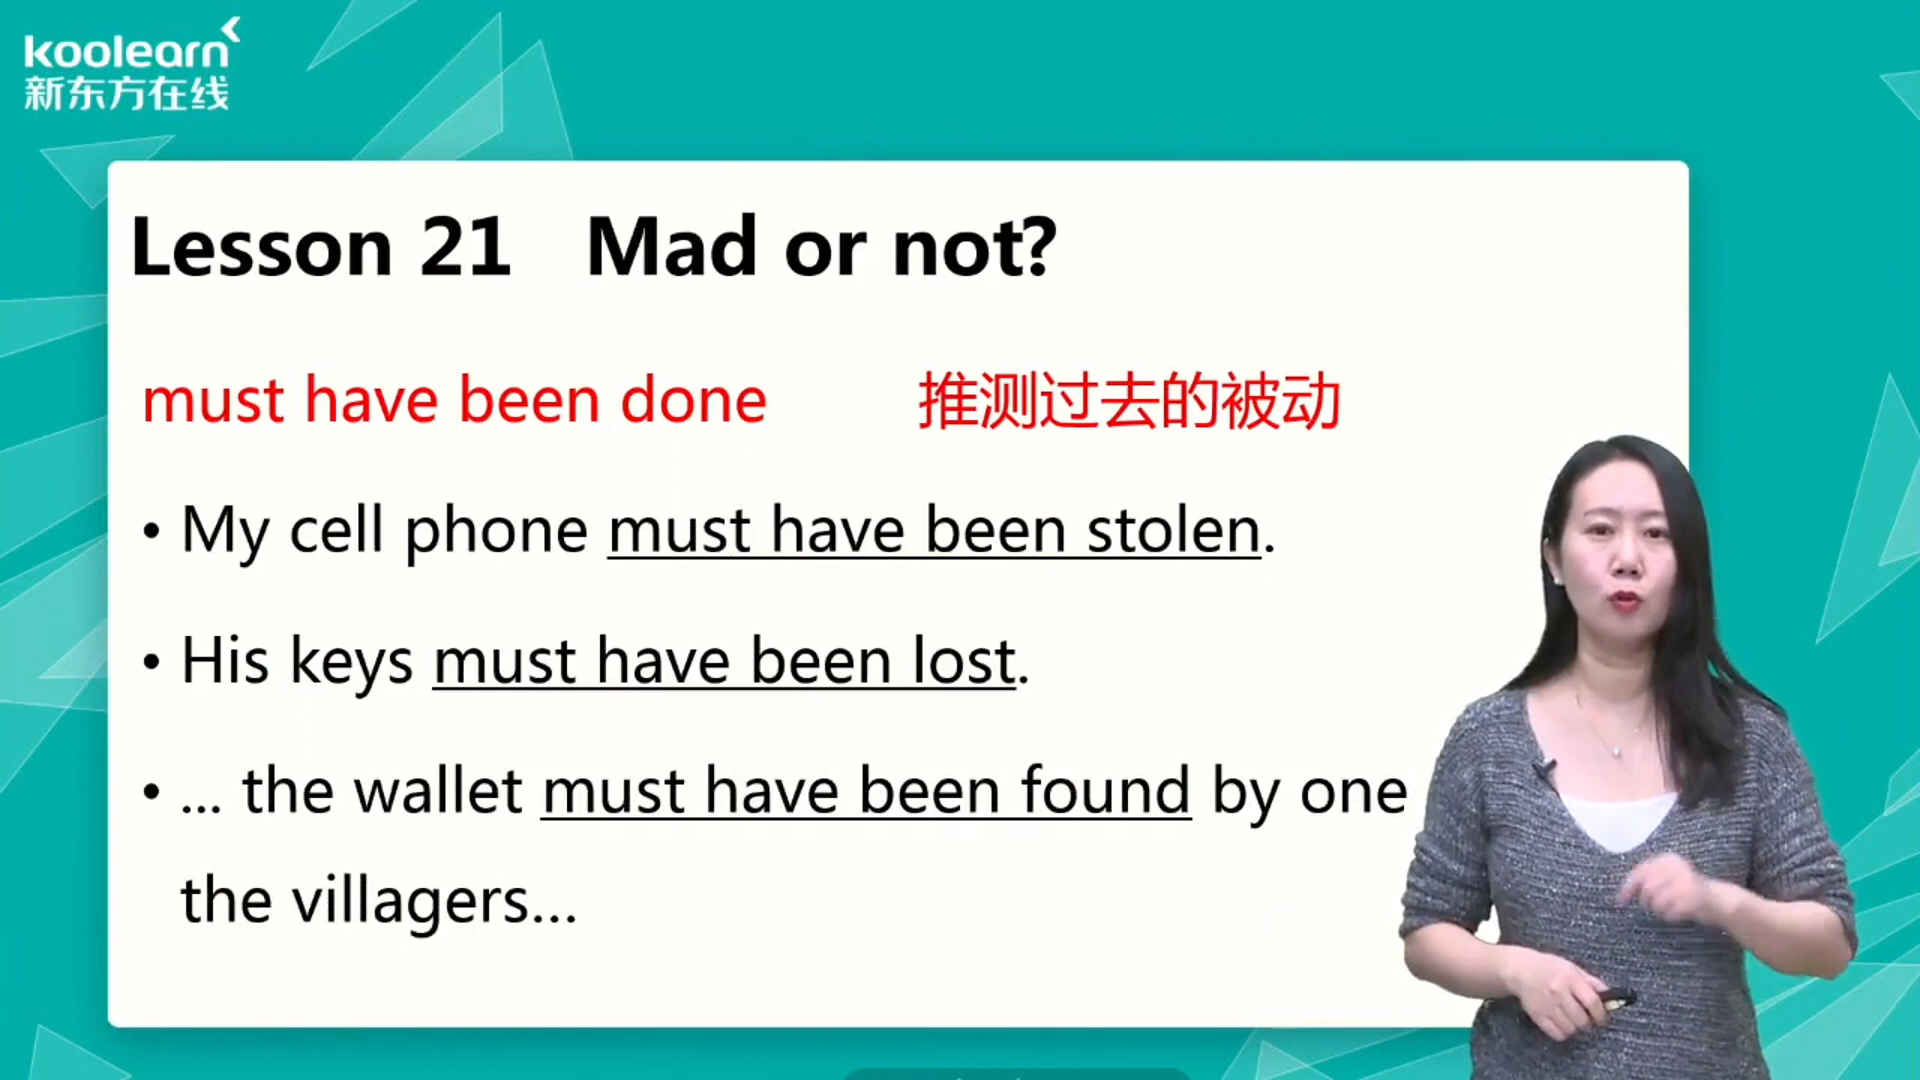 koolearn
新东方在线
Lesson 21 Mad or not?
must have been done 推测过去的被动
• My cell phone must have been stolen.
• His keys must have been lost.
• ... the wallet must have been found by one
the villagers...